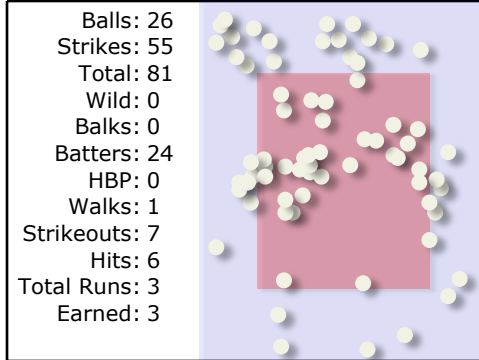 Balls: 26
Strikes: 55
Total: 81
Wild: 0
Balks: 0
Batters: 24
HBP: 0
Walks: 1
Strikeouts: 7
Hits: 6
Total Runs: 3
Earned: 3